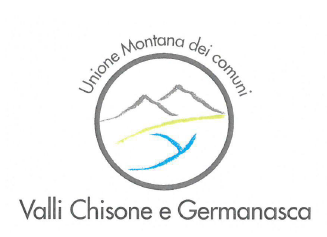 Unione Montana dei comuni
Valli Chisone e Germanasca